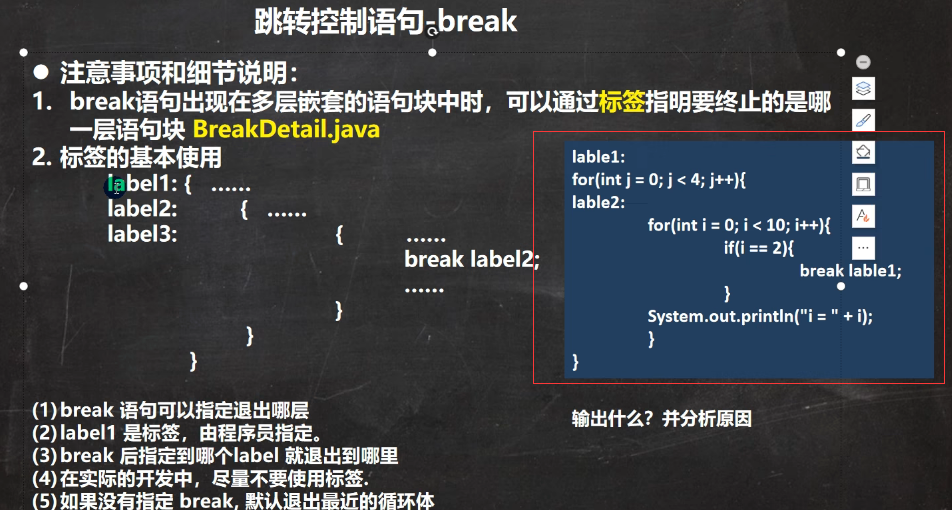 跳转控制语句-break
● 注意事项和细节说明：
1. break语句出现在多层嵌套的语句块中时，可以通过标签指明要终止的是哪
一层语句块 BreakDetail.java
2. 标签的基本使用
label1: { ......
label2: { ......
label3: { ......
break label2;
......
}
}
}
(1)break 语句可以指定退出哪层
(2)label1 是标签，由程序员指定。
(3)break 后指定到哪个label 就退出到哪里
(4)在实际的开发中，尽量不要使用标签.
(5)如果没有指定 break, 默认退出最近的循环体
lable1:
for(int j = 0; j < 4; j++){
lable2:
for(int i = 0; i < 10; i++){
if(i == 2){
break lable1;
}
System.out.println("i = " + i);
}
}
输出什么？并分析原因